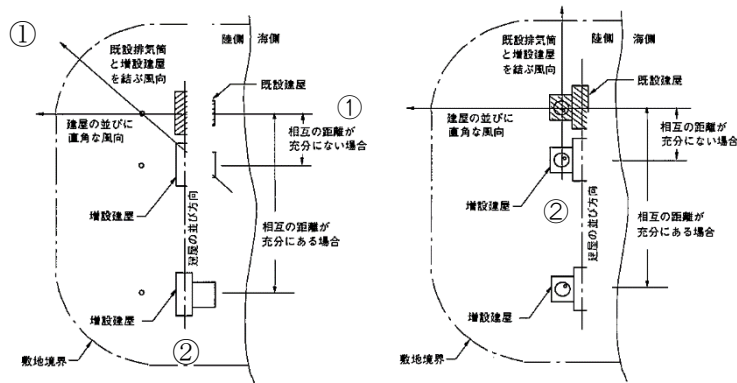 ①
既設排気筒
と増設建屋
を結ぶ風向
陸側
海側
既設建屋
①
建屋の並びに
直角な風向
相互の距離が
充分にない場合
増設建屋
建屋の並び方向
相互の距離が
充分にある場合
増設建屋
②
敷地境界
既設排気筒
と増設建屋
を結ぶ風向
陸側
海側
既設建屋
建屋の並びに
直角な風向
相互の距離が
充分にない場合
増設建屋
②
建屋の並び方向
相互の距離が
充分にある場合
増設建屋
敷地境界